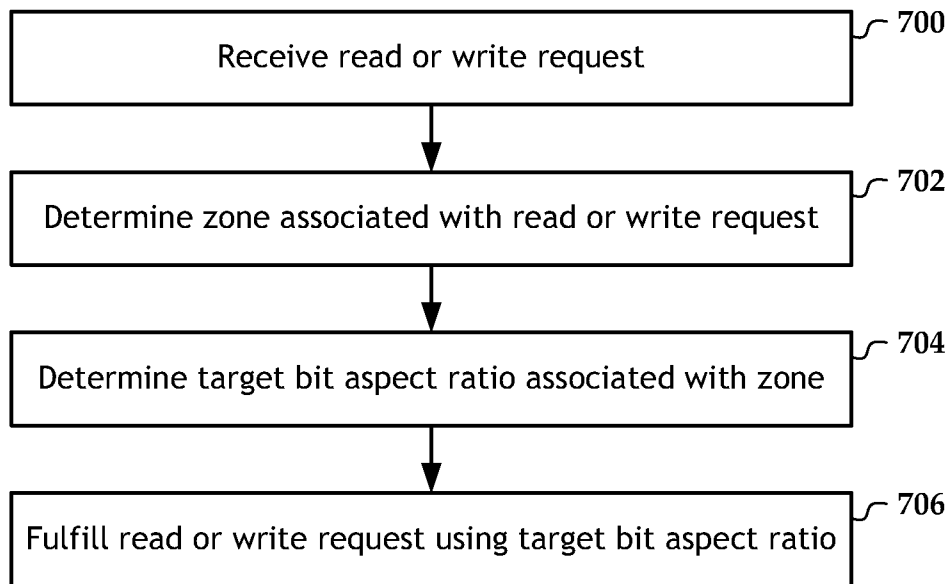 Receive read or write request
700
Determine zone associated with read or write request
702
Determine target bit aspect ratio associated with zone
704
Fulfill read or write request using target bit aspect ratio
706